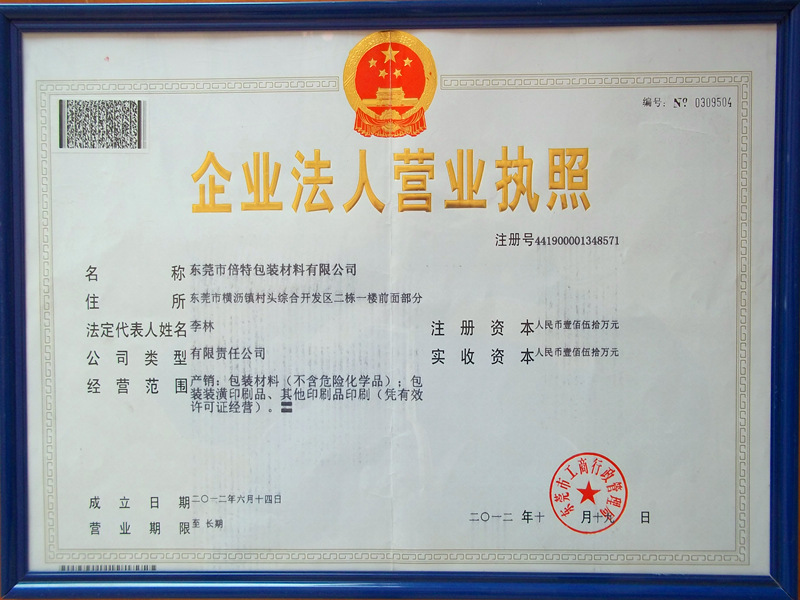 编号： № 0309504
企业法人营业执照
注册号441900001348571
名 称 东莞市倍特包装材料有限公司
住 所 东莞市横沥镇村头综合开发区二栋一楼前面部分
法定代表人姓名 李林 注册资本 人民币壹佰伍拾万元
公司类型 有限责任公司 实收资本 人民币壹佰伍拾万元
经营范围 产销：包装材料（不含危险化学品）；包
装装潢印刷品、其他印刷品印刷（凭有效
许可证经营）。
成立日期 二〇一二年六月十四日
营业期限 至 长期
东莞市工商行政管理局
二〇一二 年十 月十九 日